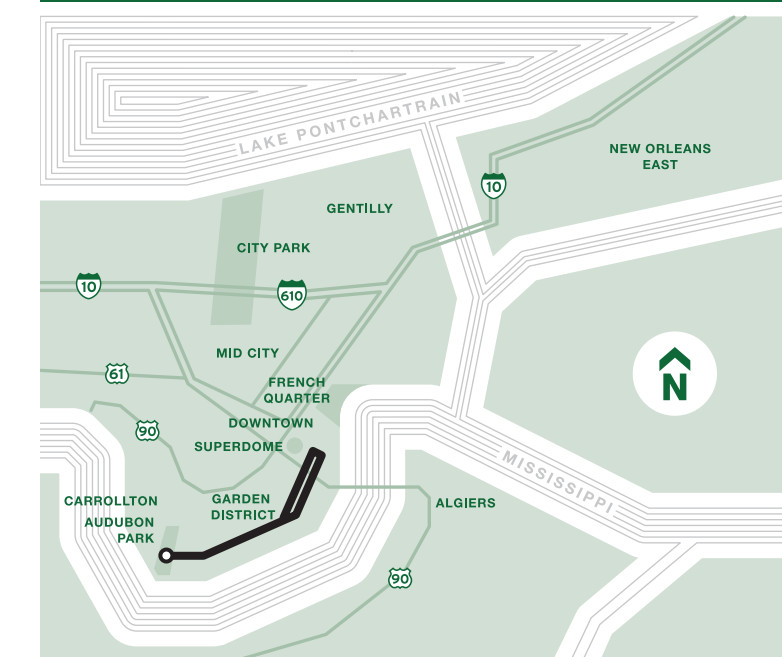 LAKE PONTCHARTRAIN
NEW ORLEANS
EAST
10
GENTILLY
CITY PARK
10
610
MID CITY
61
FRENCH
QUARTER
N
DOWNTOWN
90
SUPERDOME
MISSISSIPPI
CARROLLTON
GARDEN
DISTRICT
ALGIERS
AUDUBON
PARK
90